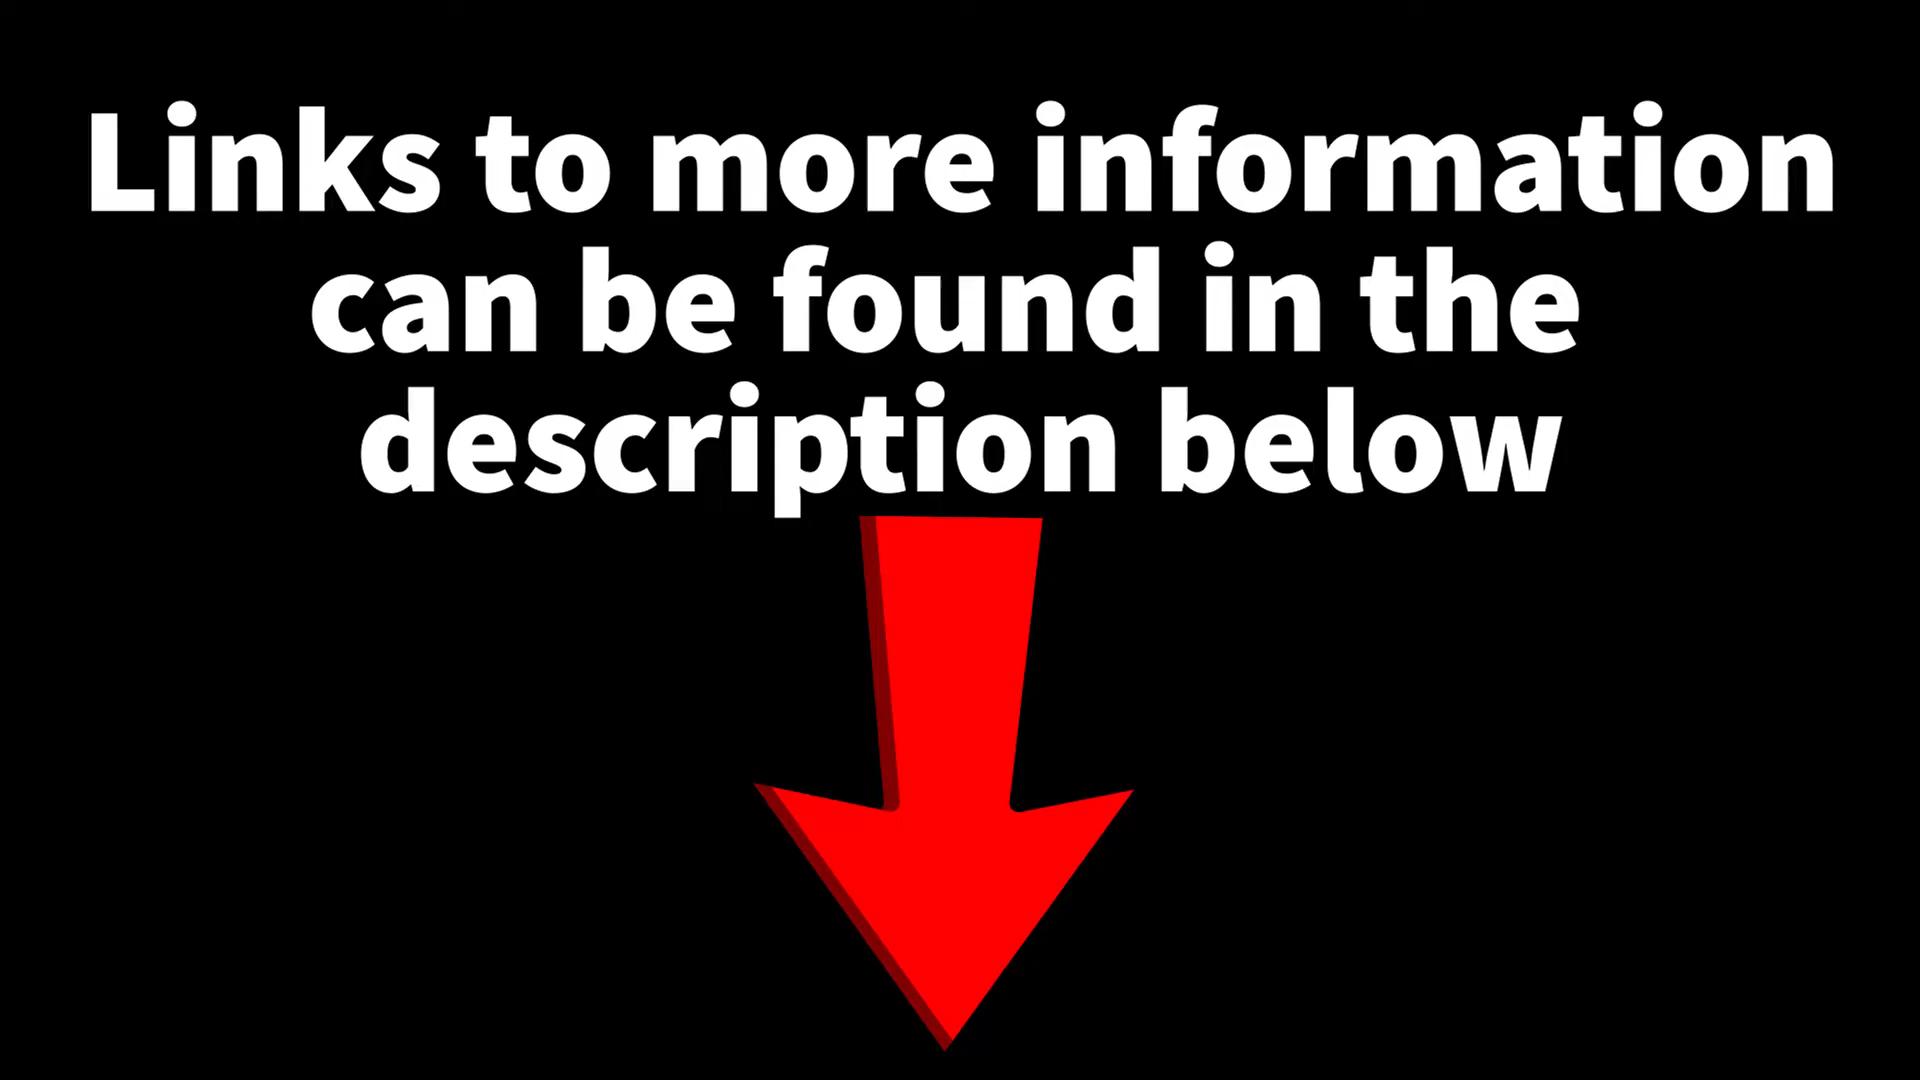 Links to more information
can be found in the
description below